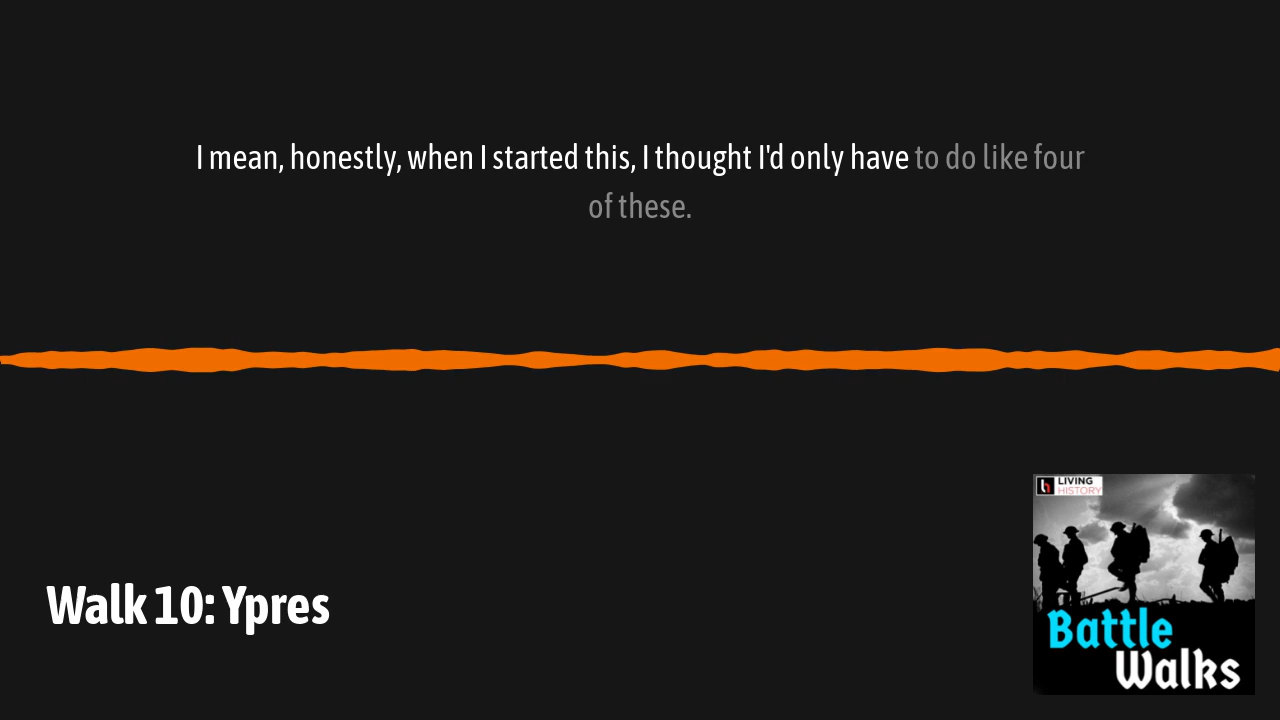 I mean, honestly, when I started this, I thought I'd only have to do like four
of these.
Walk 10: Ypres
LIVING
HISTORY
Battle
Walks